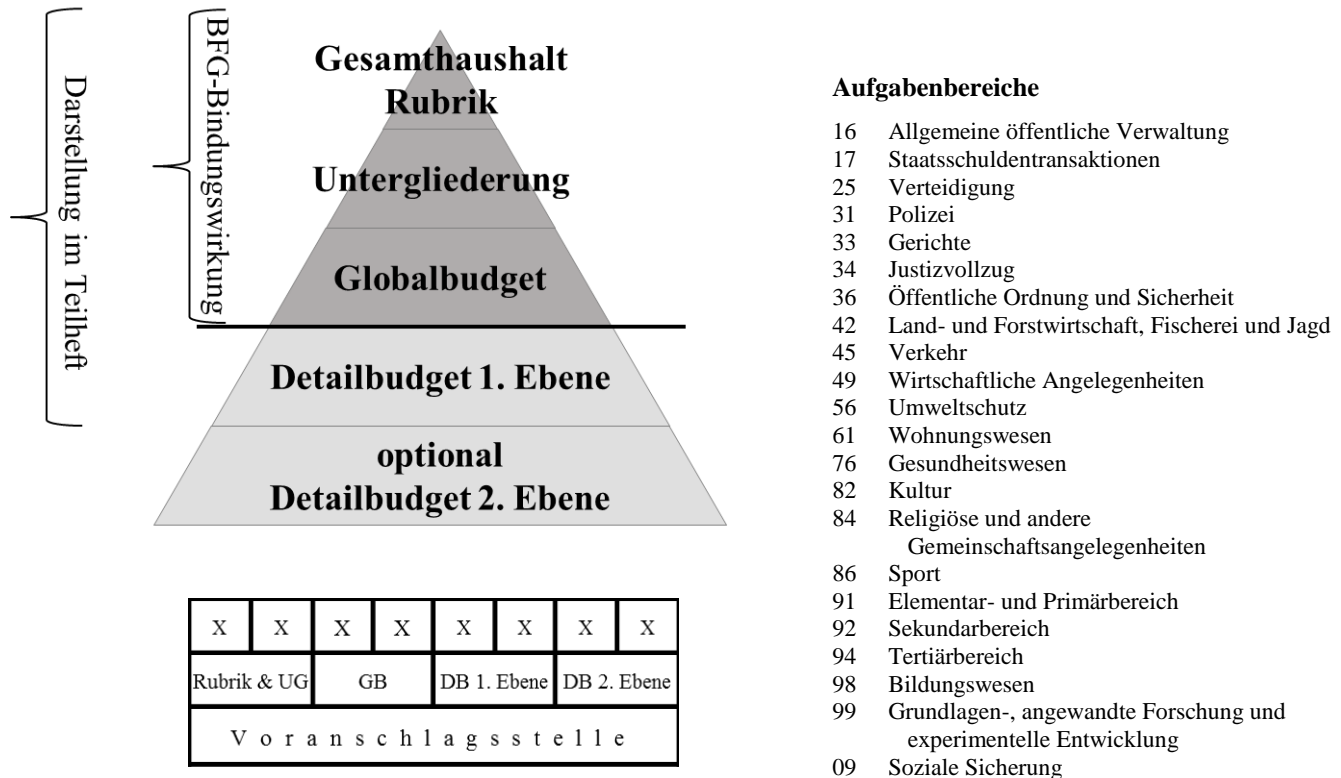 Darstellung im Teilheft
BFG-Bindungswirkung
Gesamthaushalt
Rubrik
Untergliederung
Globalbudget
Detailbudget 1. Ebene
optional
Detailbudget 2. Ebene
X X X X X X X X
Rubrik & UG GB DB 1. Ebene DB 2. Ebene
V o r a n s c h l a g s s t e l l e
Aufgabenbereiche
16 Allgemeine öffentliche Verwaltung
17 Staatsschuldentransaktionen
25 Verteidigung
31 Polizei
33 Gerichte
34 Justizvollzug
36 Öffentliche Ordnung und Sicherheit
42 Land- und Forstwirtschaft, Fischerei und Jagd
45 Verkehr
49 Wirtschaftliche Angelegenheiten
56 Umweltschutz
61 Wohnungswesen
76 Gesundheitswesen
82 Kultur
84 Religiöse und andere
Gemeinschaftsangelegenheiten
86 Sport
91 Elementar- und Primärbereich
92 Sekundarbereich
94 Tertiärbereich
98 Bildungswesen
99 Grundlagen-, angewandte Forschung und
experimentelle Entwicklung
09 Soziale Sicherung